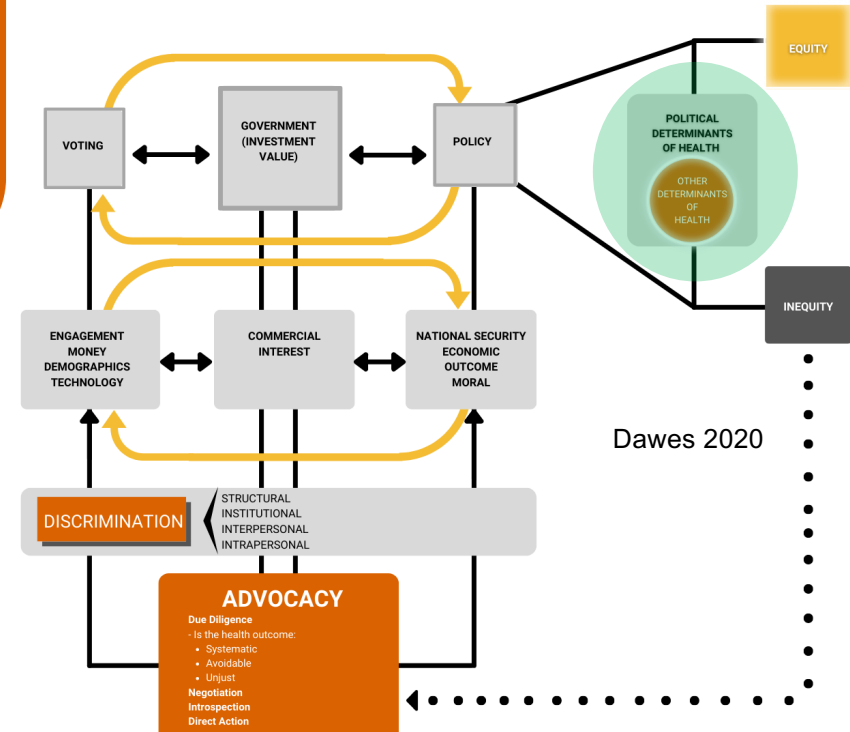 EQUITY
VOTING
GOVERNMENT
(INVESTMENT
VALUE)
POLICY
POLITICAL
DETERMINANTS
OF HEALTH
OTHER
DETERMINANTS
OF
HEALTH
INEQUITY
ENGAGEMENT
MONEY
DEMOGRAPHICS
TECHNOLOGY
COMMERCIAL
INTEREST
NATIONAL SECURITY
ECONOMIC
OUTCOME
MORAL
Dawes 2020
DISCRIMINATION
STRUCTURAL
INSTITUTIONAL
INTERPERSONAL
INTRAPERSONAL
ADVOCACY
Due Diligence
- Is the health outcome:
• Systematic
• Avoidable
• Unjust
Negotiation
Introspection
Direct Action